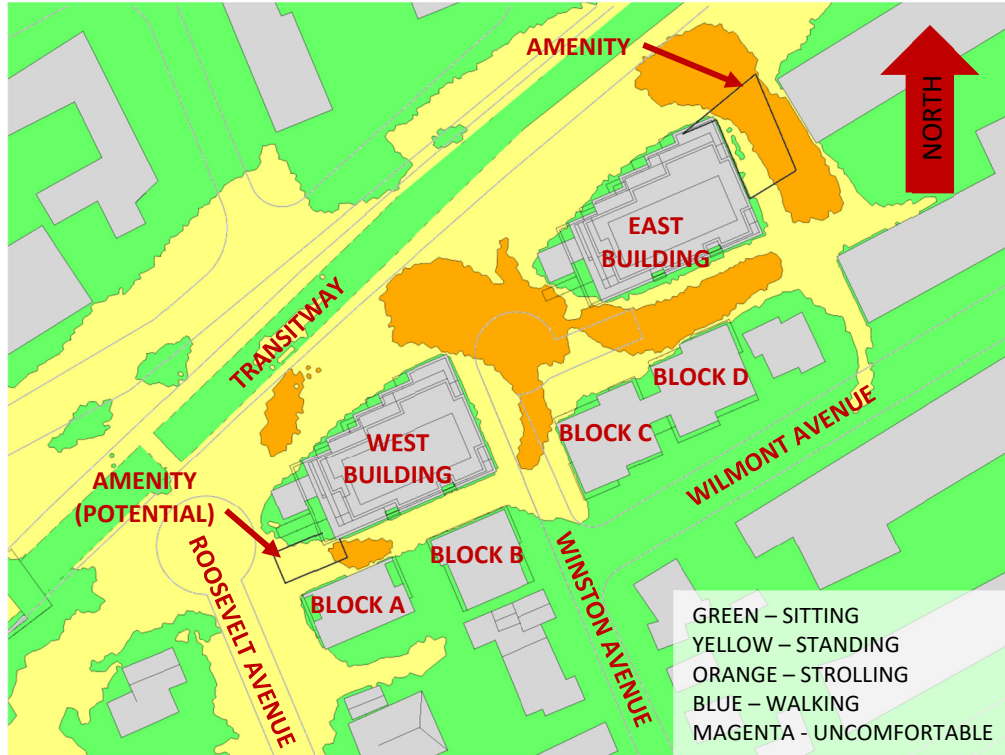 AMENITY
NORTH
EAST
BUILDING
TRANSITWAY
BLOCK D
BLOCK C
WEST
BUILDING
WILMONT AVENUE
AMENITY
(POTENTIAL)
BLOCK B
BLOCK A
ROOSEVELT AVENUE
WINSTON AVENUE
GREEN – SITTING
YELLOW – STANDING
ORANGE – STROLLING
BLUE – WALKING
MAGENTA - UNCOMFORTABLE